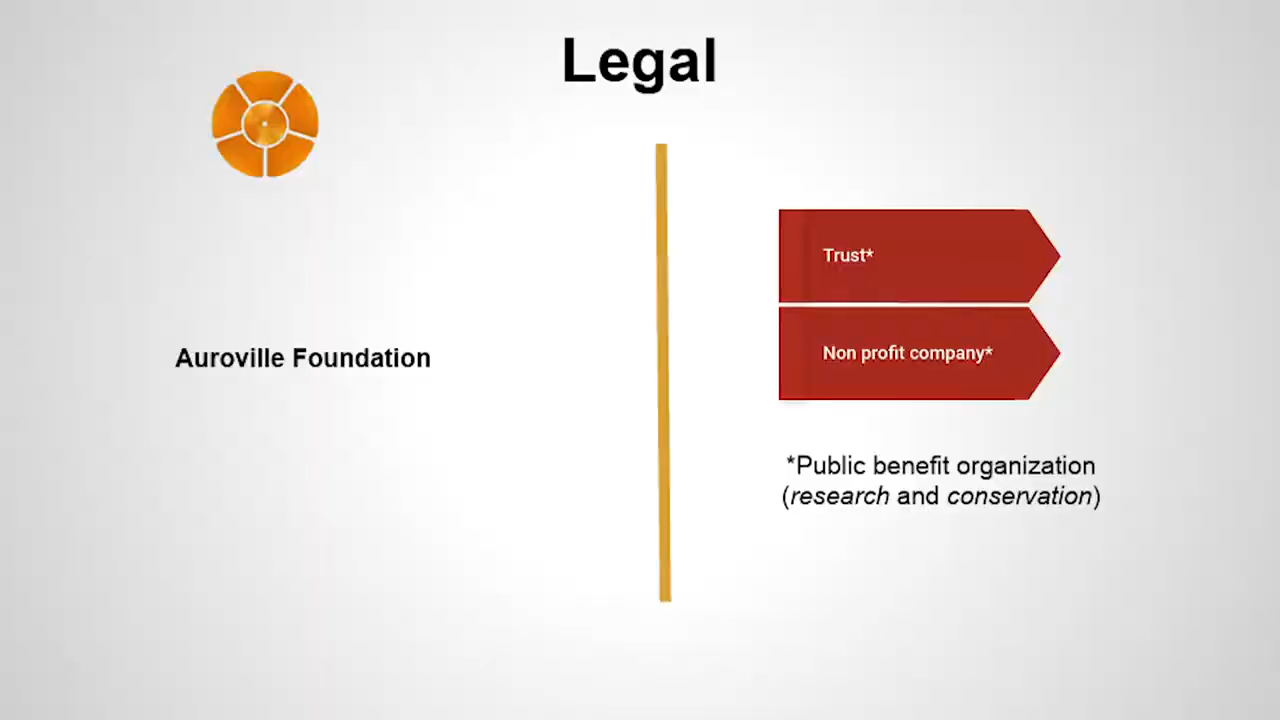 Legal
Auroville Foundation
Trust*
Non profit company*
*Public benefit organization
(research and conservation)